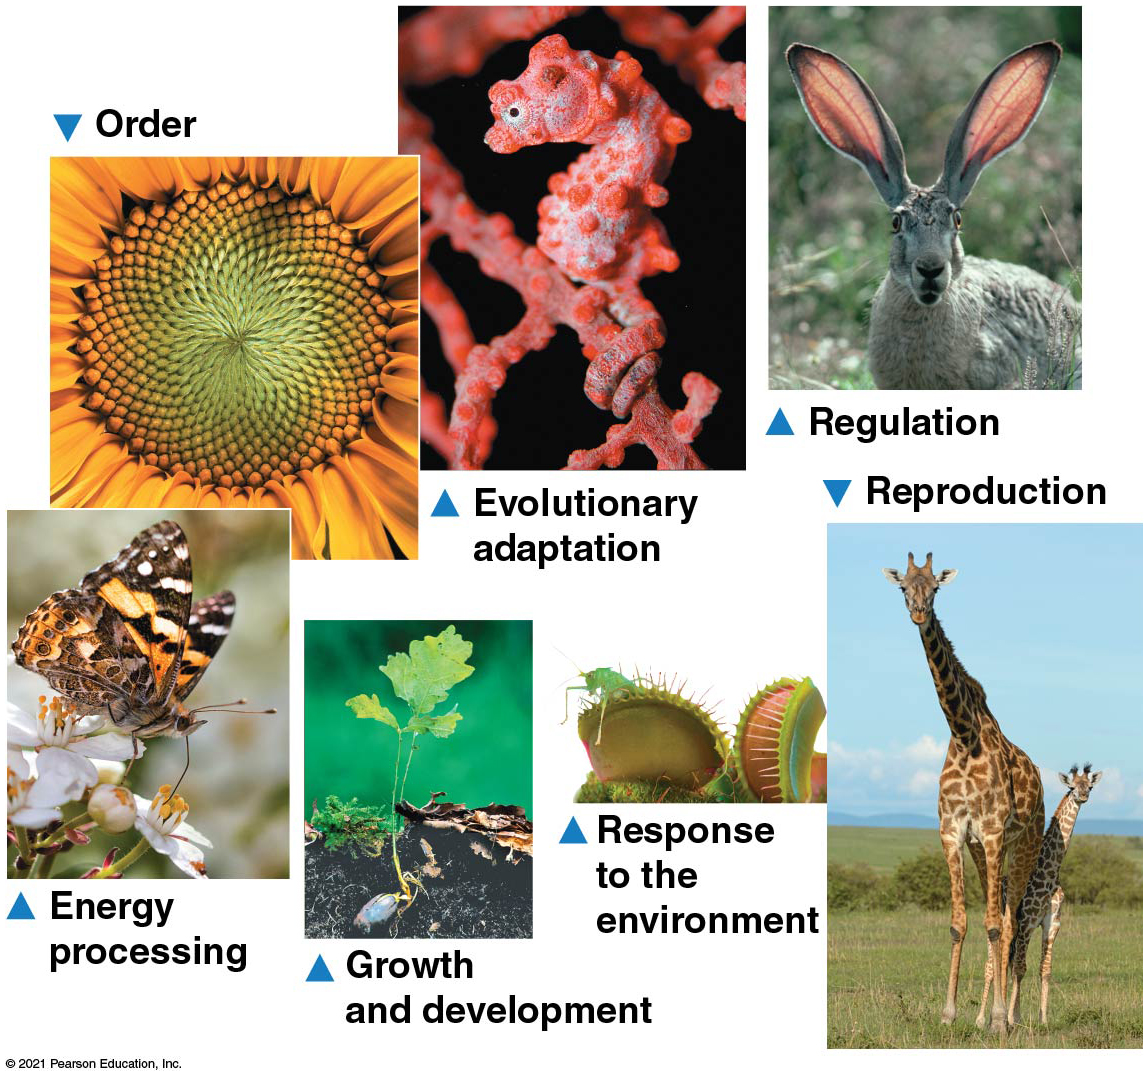 Order
Regulation
Reproduction
Evolutionary
adaptation
Energy
processing
Growth
and development
Response
to the
environment
© 2021 Pearson Education, Inc.